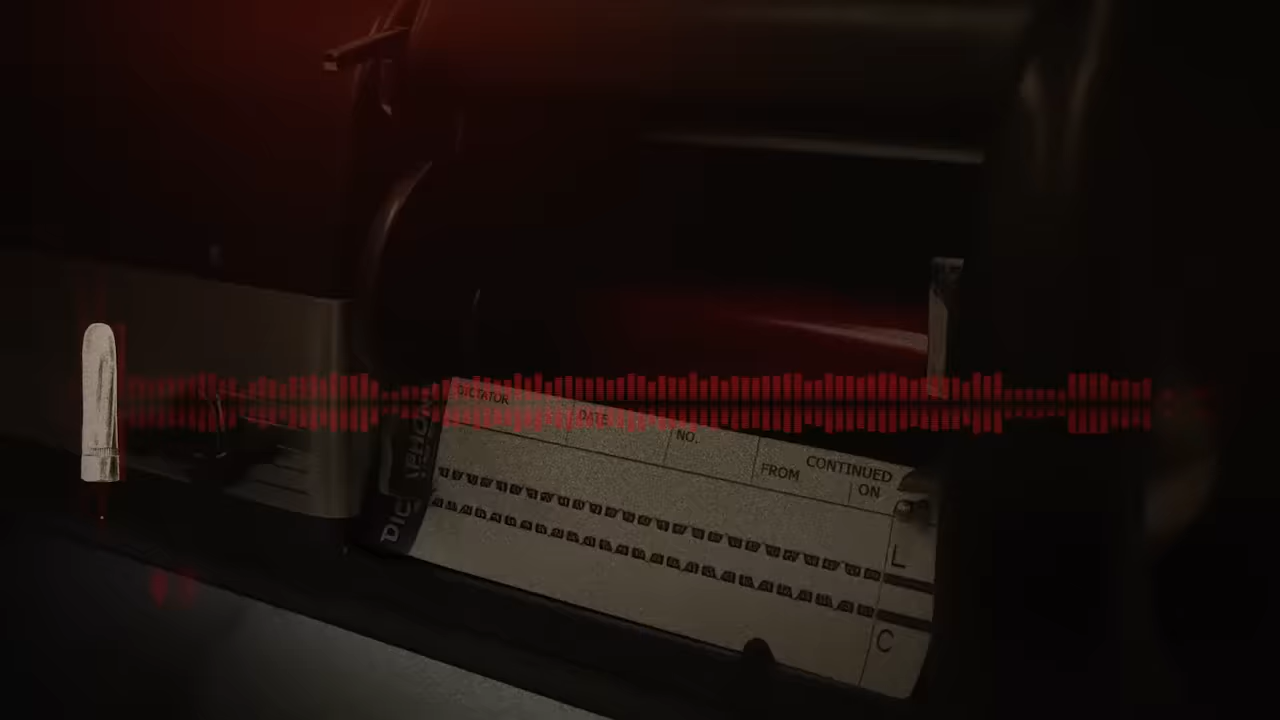 DICTATOR
DATE
NO.
FROM
CONTINUED
ON
L
C